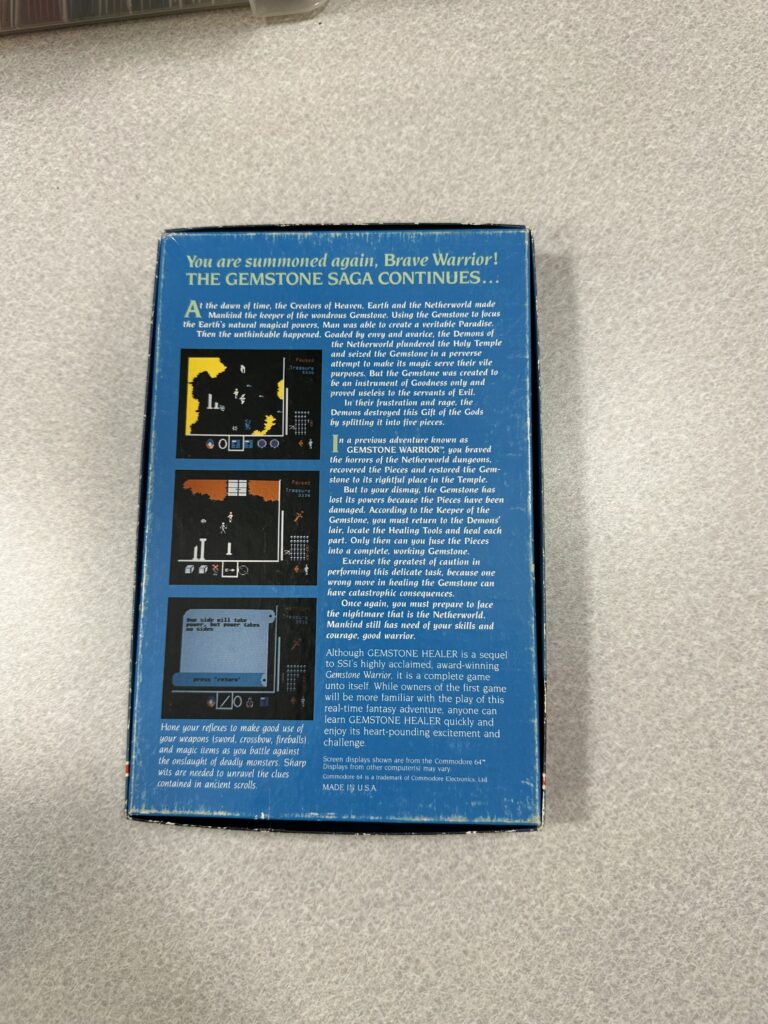 You are summoned again, Brave Warrior!
THE GEMSTONE SAGA CONTINUES...
At the dawn of time, the Creators of Heaven, Earth and the Netherworld made
Mankind the keeper of the wondrous Gemstone. Using the Gemstone to focus
the Earth's natural magical powers, Man was able to create a veritable Paradise.
Then the unthinkable happened. Goaded by envy and avarice, the Demons of
the Netherworld plundered the Holy Temple
and seized the Gemstone in a perverse
attempt to make its magic serve their vile
purposes. But the Gemstone was created to
be an instrument of Goodness only and
proved useless to the servants of Evil.
In their frustration and rage, the
Demons destroyed this Gift of the Gods
by splitting it into five pieces.
In a previous adventure known as
GEMSTONE WARRIOR™, you braved
the horrors of the Netherworld dungeons,
recovered the Pieces and restored the Gem-
stone to its rightful place in the Temple.
But to your dismay, the Gemstone has
lost its powers because the Pieces have been
damaged. According to the Keeper of the
Gemstone, you must return to the Demons'
lair, locate the Healing Tools and heal each
part. Only then can you fuse the Pieces
into a complete, working Gemstone.
Exercise the greatest of caution in
performing this delicate task, because one
wrong move in healing the Gemstone can
have catastrophic consequences.
Once again, you must prepare to face
the nightmare that is the Netherworld.
Mankind still has need of your skills and
courage, good warrior.
Although GEMSTONE HEALER is a sequel
to SSI's highly acclaimed, award-winning
Gemstone Warrior, it is a complete game
unto itself. While owners of the first game
will be more familiar with the play of this
real-time fantasy adventure, anyone can
learn GEMSTONE HEALER quickly and
enjoy its heart-pounding excitement and
challenge.
Screen displays shown are from the Commodore 64™
Displays from other computer(s) may vary
Commodore 64 is a trademark of Commodore Electronics, Ltd.
MADE IN U.S.A.
Paused
Treasure
Paused
Treasure
One side will take
power, but power takes
no sides
press 'return'
Hone your reflexes to make good use of
your weapons (sword, crossbow, fireballs)
and magic items as you battle against
the onslaught of deadly monsters. Sharp
wits are needed to unravel the clues
contained in ancient scrolls.